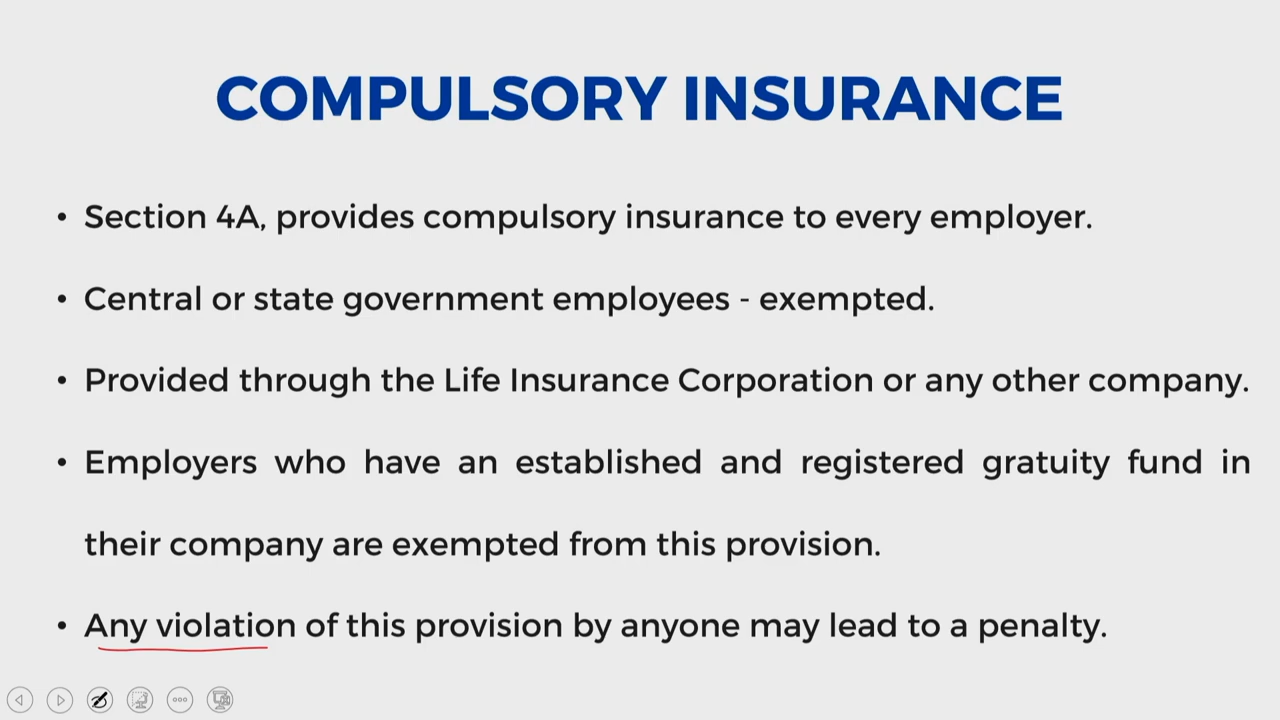 COMPULSORY INSURANCE
• Section 4A, provides compulsory insurance to every employer.
• Central or state government employees - exempted.
• Provided through the Life Insurance Corporation or any other company.
• Employers who have an established and registered gratuity fund in
their company are exempted from this provision.
• Any violation of this provision by anyone may lead to a penalty.